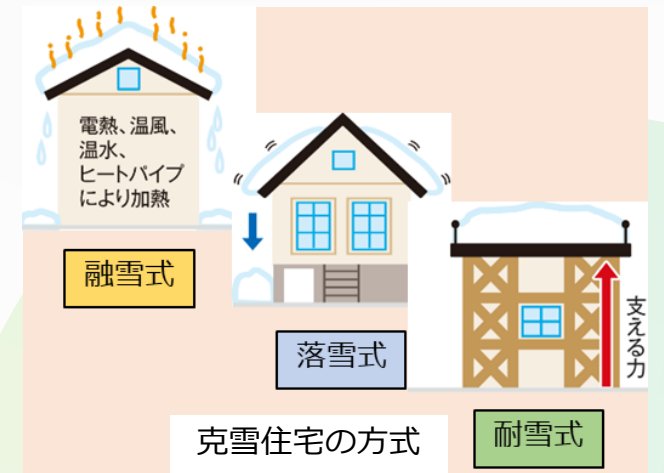 電熱、温風、
温水、
ヒートパイプ
により加熱
融雪式
落雪式
支える力
耐雪式
克雪住宅の方式